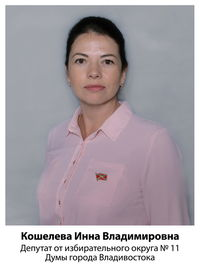 Кошелева Инна Владимировна
Депутат от избирательного округа № 11
Думы города Владивостока